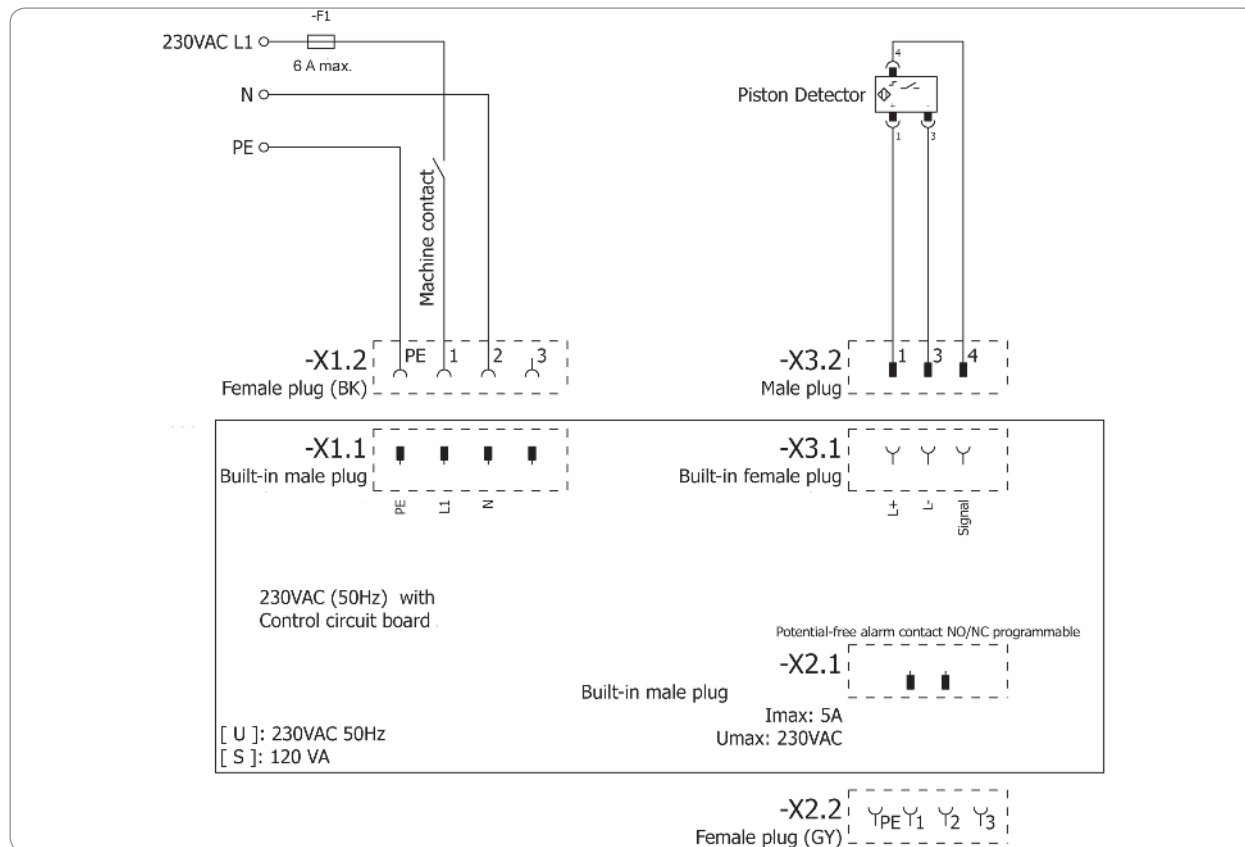 -F1
230VAC L1
6 A max.
N
PE
Machine contact
4
Piston Detector
+ -
1 3
-X1.2
Female plug (BK)
PE 1 2 3
-X3.2
Male plug
1 3 4
-X1.1
Built-in male plug
PE L1 N
-X3.1
Built-in female plug
L+ L- Signal
230VAC (50Hz) with
Control circuit board
Potential-free alarm contact NO/NC programmable
-X2.1
Built-in male plug
Imax: 5A
Umax: 230VAC
[ U ]: 230VAC 50Hz
[ S ]: 120 VA
-X2.2
Female plug (GY)
PE 1 2 3